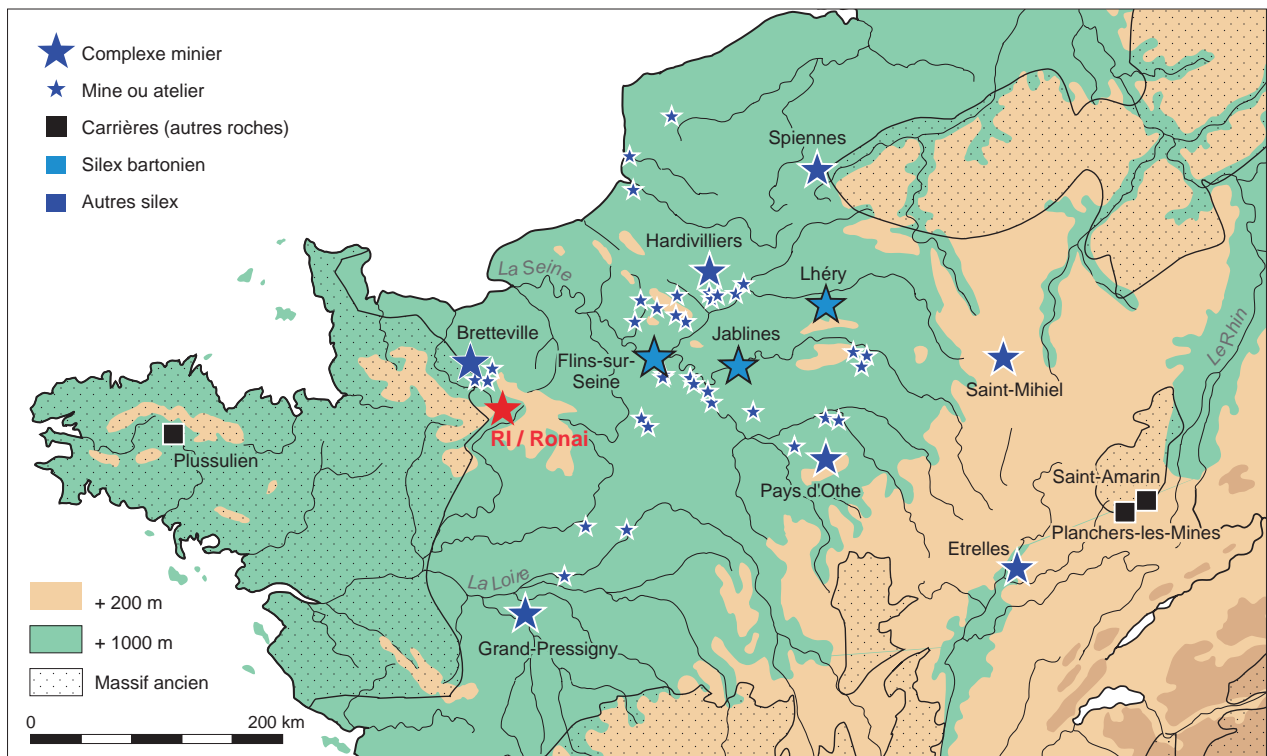 Complexe minier
Mine ou atelier
Carrières (autres roches)
Silex bartonien
Autres silex
Spiennes
Hardivilliers
La Seine
Lhéry
Bretteville
Jablines
Flins-sur-
Seine
Le Rhin
Saint-Mihiel
RI / Ronai
Plussulien
Pays d'Othe
Saint-Amarin
Planchers-les-Mines
Etrelles
La Loire
Grand-Pressigny
+ 200 m
+ 1000 m
Massif ancien
0
200 km